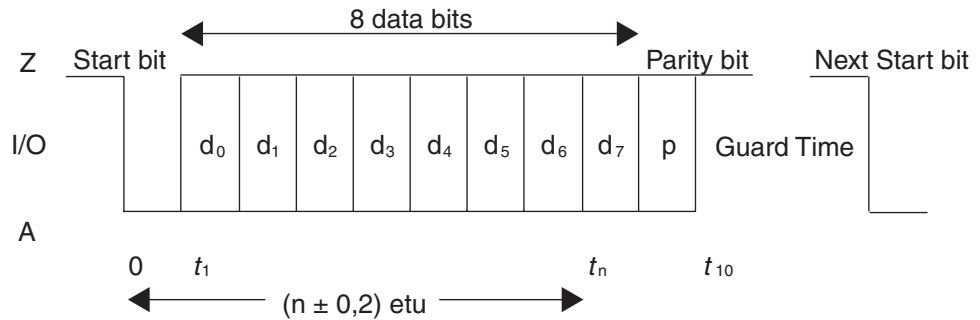 8 data bits
Z Start bit Parity bit Next Start bit
I/O d0 d1 d2 d3 d4 d5 d6 d7 p Guard Time
A
0 t1 tn t10
(n ± 0,2) etu